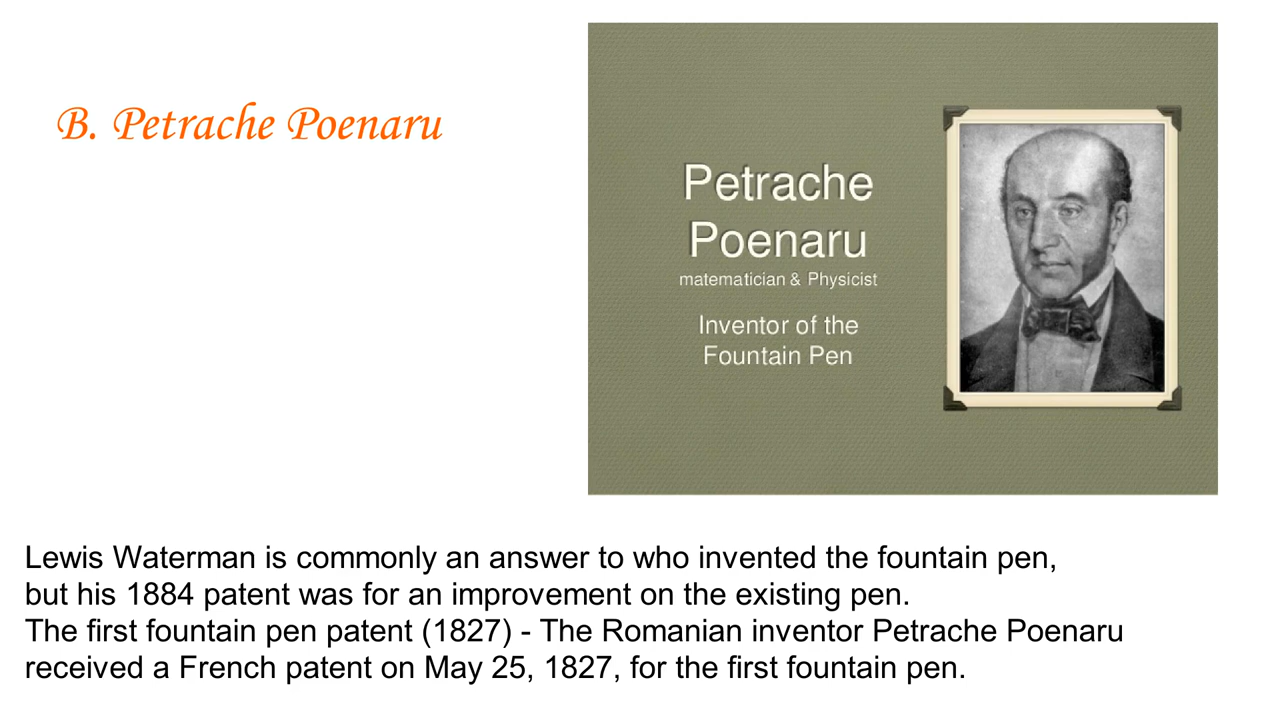 B. Petrache Poenaru
Petrache
Poenaru
matematician & Physicist
Inventor of the
Fountain Pen
Lewis Waterman is commonly an answer to who invented the fountain pen,
but his 1884 patent was for an improvement on the existing pen.
The first fountain pen patent (1827) - The Romanian inventor Petrache Poenaru
received a French patent on May 25, 1827, for the first fountain pen.